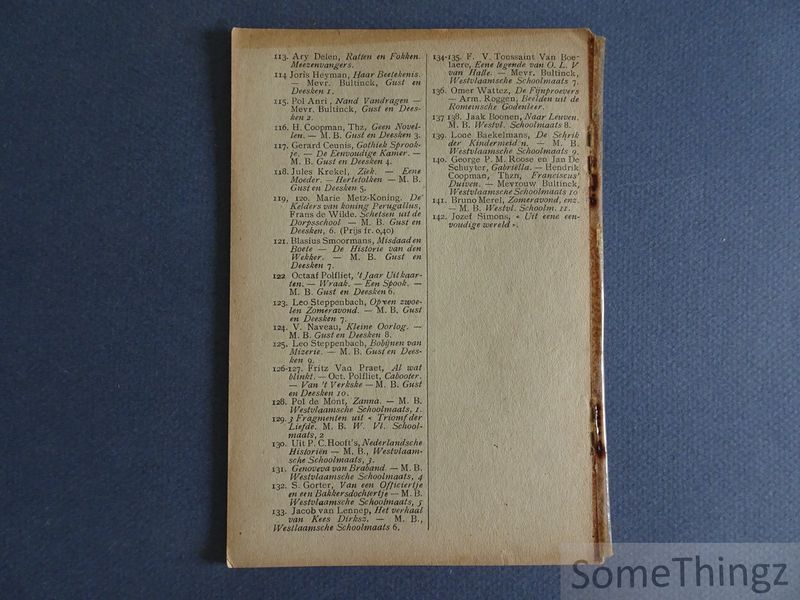 113. Ary Delen, Ratten en Fokken.
Meezenvangers.
114 Joris Heyman, Haar Beetekenis.
— Mevr. Bultinck, Gust en
Deesken 1.
115. Pol Anri, Nand Vandragen —
Mevr. Bultinck, Gust en Dees-
ken 2.
116. H. Coopman, Thz, Geen Novel-
len. — M. B. Gust en Deesken 3.
117. Gerard Ceunis, Gothiek Sprook-
je. — De Eenvoudige Kamer. —
M. B. Gust en Deesken 4.
118. Jules Krekel, Ziek. — Eene
Moeder. — Hertetolken — M. B.
Gust en Deesken 5.
119, 120. Marie Metz-Koning. De
Kelders van koning Perugallus,
Frans de Wilde. Schetsen uit de
Dorpsschool — M. B. Gust en
Deesken, 6. (Prijs fr. 0,40)
121. Blasius Smoormans, Misdaad en
Boete — De Historie van den
Wekker. — M. B. Gust en
Deesken 7.
122 Octaaf Polfliet, 't Jaar Uitkaar-
ten. — Wraak. — Een Spook. —
M. B. Gust en Deesken 6.
123. Leo Steppenbach, Op een zwoe-
len Zomeravond. — M. B. Gust
en Deesken 7.
124. V. Naveau, Kleine Oorlog. —
M. B. Gust en Deesken 8.
125. Leo Steppenbach, Bobijnen van
Mizerie. — M. B. Gust en Dees-
ken 9.
126-127. Fritz Van Praet, Al wat
blinkt. — Oct. Polfliet, Cabooter.
— Van 't Verkske — M. B. Gust
en Deesken 10.
128. Pol de Mont, Zanna. — M. B.
Westvlaamsche Schoolmaats, 1.
129. 3 Fragmenten uit « Triomf der
Liefde. M. B. W. Vl. School-
maats, 2
130. Uit P. C. Hooft's, Nederlandsche
Historiën — M. B., Westvlaam-
sche Schoolmaats, 3.
131. Genoveva van Braband. — M. B.
Westvlaamsche Schoolmaats, 4
132. S. Gorter, Van een Officiertje
en een Bakkersdochtertje — M. B.
Westvlaamsche Schoolmaats, 5
133. Jacob van Lennep, Het verhaal
van Kees Dirksz. — M. B.,
Westlaamsche Schoolmaats 6.
134-135. F. V. Toussaint Van Boe-
laere, Eene legende van O. L. V
van Halle. — Mevr. Bultinck,
Westvlaamsche Schoolmaats 7.
136. Omer Wattez, De Fijnproevers
— Arm. Roggen, Beelden uit de
Romeinsche Godenleer.
137 138. Jaak Boonen, Naar Leuven.
M. B. Westvl. Schoolmaats 8.
139. Lode Baekelmans, De Schrik
der Kindermeiden. — M. B.
Westvlaamsche Schoolmaats 9.
140. George P. M. Roose en Jan De
Schuyter, Gabriëlla. — Hendrik
Coopman, Thzn, Franciscus'
Duiven. — Mevrouw Bultinck,
Westvlaamsche Schoolmaats 10
141. Bruno Merel, Zomeravond, enz.
— M. B. Westvl. Schoolm. 11.
142. Jozef Simons, « Uit eene een-
voudige wereld ».
SomeThingz